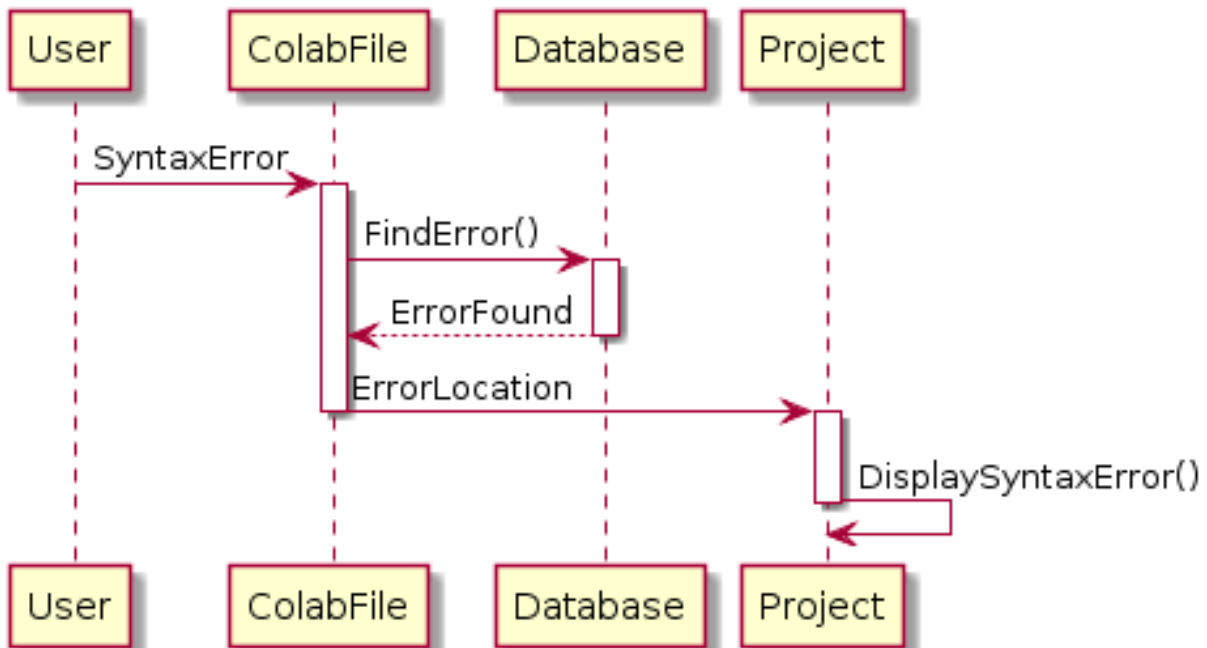 User ColabFile Database Project
SyntaxError
FindError()
ErrorFound
ErrorLocation
DisplaySyntaxError()
User ColabFile Database Project